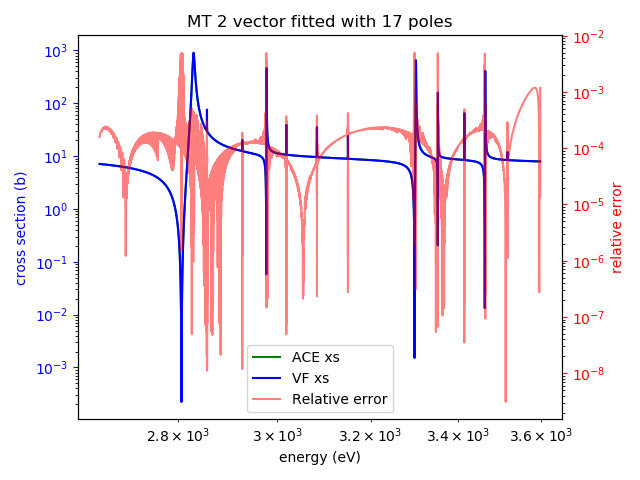 MT 2 vector fitted with 17 poles
cross section (b)
10³
10²
10¹
10⁰
10⁻¹
10⁻²
10⁻³
10⁻²
10⁻³
10⁻⁴
10⁻⁵
10⁻⁶
10⁻⁷
10⁻⁸
relative error
ACE xs
VF xs
Relative error
2.8 × 10³ 3 × 10³ 3.2 × 10³ 3.4 × 10³ 3.6 × 10³
energy (eV)